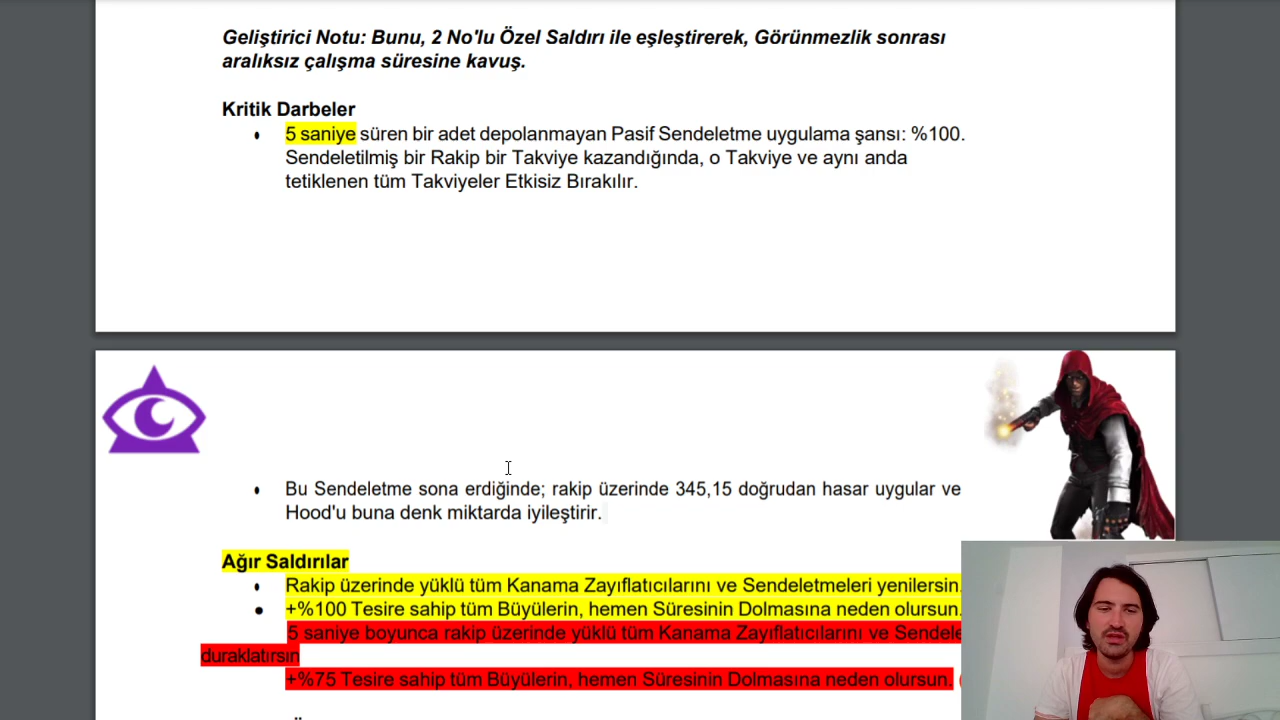 Geliştirici Notu: Bunu, 2 No'lu Özel Saldırı ile eşleştirerek, Görünmezlik sonrası
aralıksız çalışma süresine kavuş.
Kritik Darbeler
• 5 saniye süren bir adet depolanmayan Pasif Sendeletme uygulama şansı: %100.
Sendeletilmiş bir Rakip bir Takviye kazandığında, o Takviye ve aynı anda
tetiklenen tüm Takviyeler Etkisiz Bırakılır.
• Bu Sendeletme sona erdiğinde; rakip üzerinde 345,15 doğrudan hasar uygular ve
Hood'u buna denk miktarda iyileştirir.
Ağır Saldırılar
• Rakip üzerinde yüklü tüm Kanama Zayıflatıcılarını ve Sendeletmeleri yenilersin.
• +%100 Tesire sahip tüm Büyülerin, hemen Süresinin Dolmasına neden olursun.
5 saniye boyunca rakip üzerinde yüklü tüm Kanama Zayıflatıcılarını ve Sendele
duraklatırsın
+%75 Tesire sahip tüm Büyülerin, hemen Süresinin Dolmasına neden olursun. (